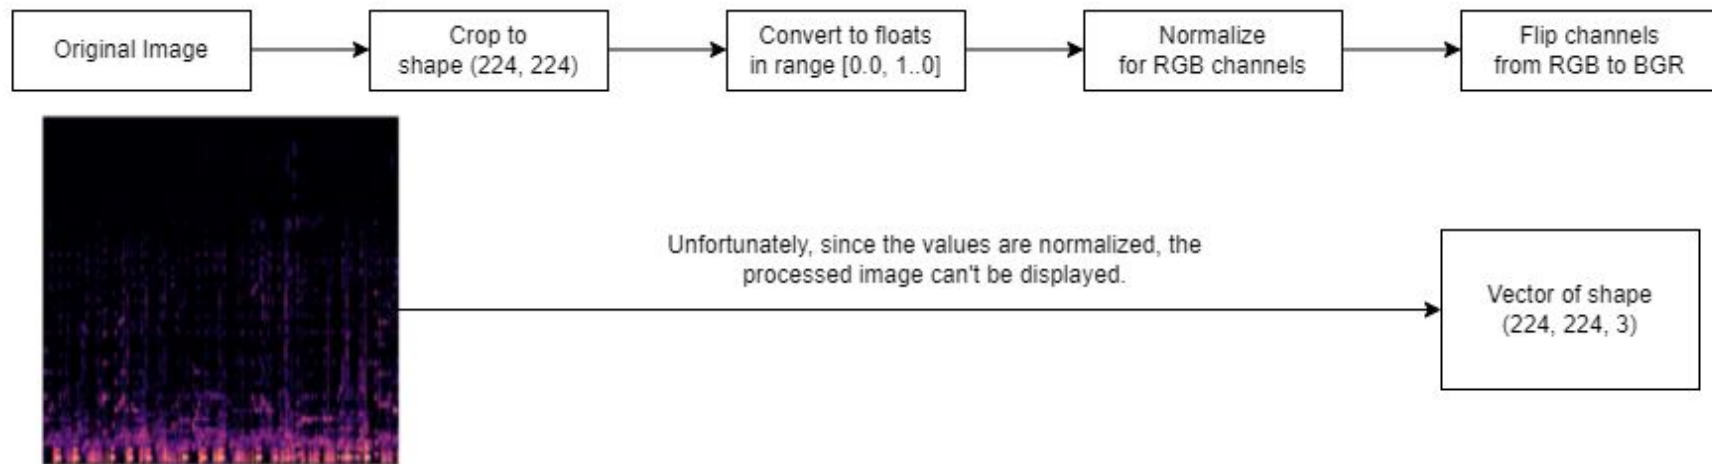 Original Image
Crop to
shape (224, 224)
Convert to floats
in range [0.0, 1..0]
Normalize
for RGB channels
Flip channels
from RGB to BGR
Unfortunately, since the values are normalized, the
processed image can't be displayed.
Vector of shape
(224, 224, 3)